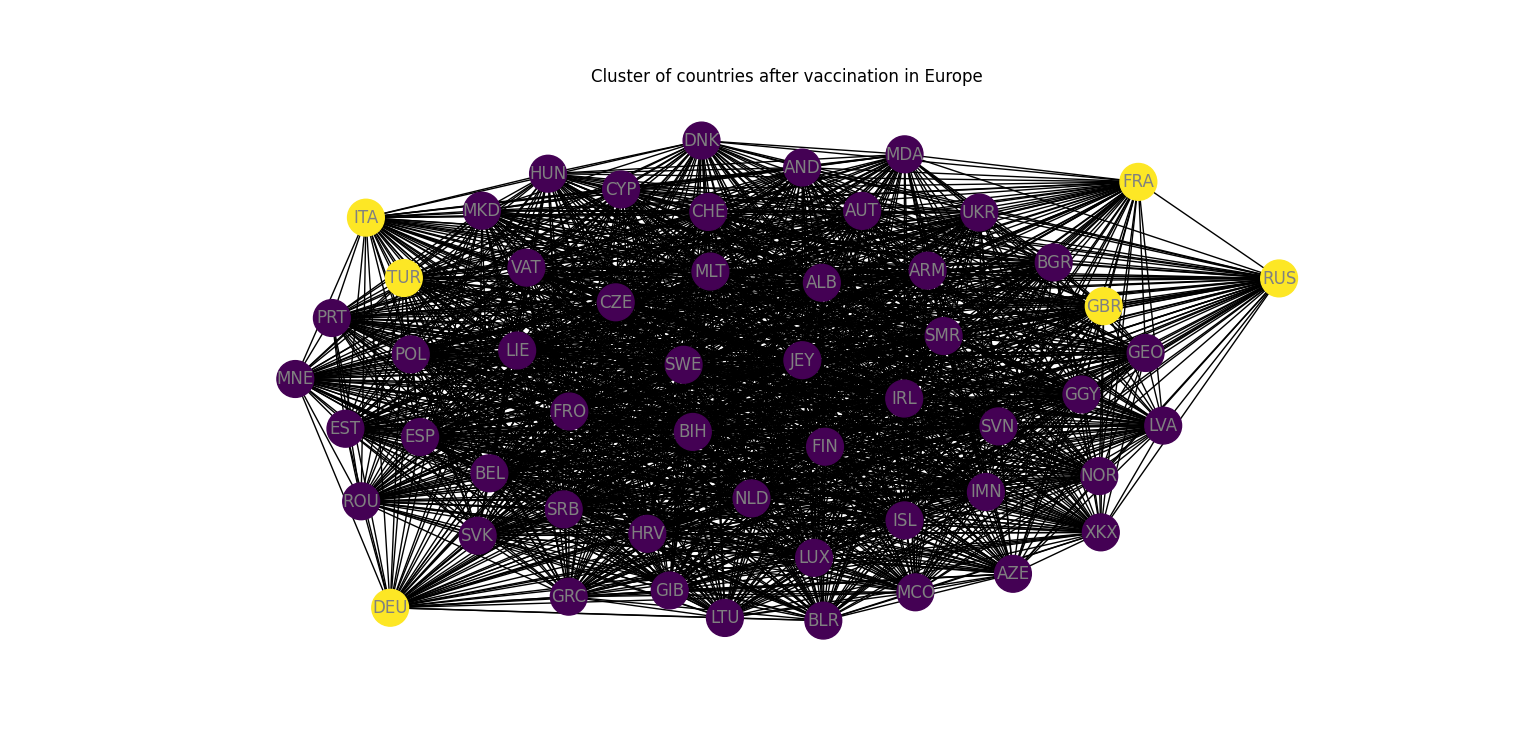 Cluster of countries after vaccination in Europe
DNK
AND
MDA
HUN
CYP
FRA
ITA
MKD
CHE
AUT
UKR
TUR
VAT
MLT
ALB
ARM
BGR
RUS
CZE
GBR
PRT
POL
LIE
SWE
JEY
SMR
GEO
MNE
FRO
IRL
GGY
EST
ESP
BIH
FIN
SVN
LVA
BEL
NOR
ROU
SRB
NLD
IMN
SVK
HRV
ISL
XKX
LUX
AZE
DEU
GRC
GIB
MCO
LTU
BLR